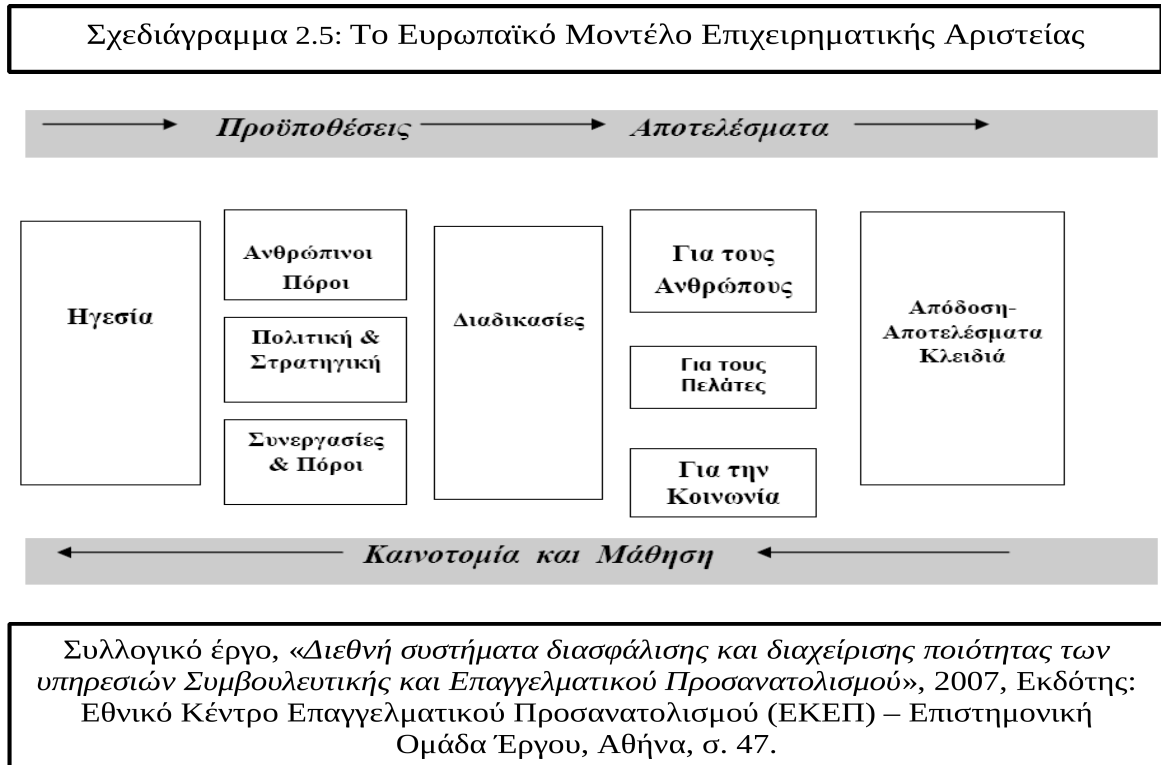 Σχεδιάγραμμα 2.5: Το Ευρωπαϊκό Μοντέλο Επιχειρηματικής Αριστείας
Προϋποθέσεις
Αποτελέσματα
Ηγεσία
Ανθρώπινοι
Πόροι
Πολιτική &
Στρατηγική
Συνεργασίες
& Πόροι
Διαδικασίες
Για τους
Ανθρώπους
Για τους
Πελάτες
Για την
Κοινωνία
Απόδοση-
Αποτελέσματα
Κλειδιά
Καινοτομία και Μάθηση
Συλλογικό έργο, «Διεθνή συστήματα διασφάλισης και διαχείρισης ποιότητας των
υπηρεσιών Συμβουλευτικής και Επαγγελματικού Προσανατολισμού», 2007, Εκδότης:
Εθνικό Κέντρο Επαγγελματικού Προσανατολισμού (ΕΚΕΠ) – Επιστημονική
Ομάδα Έργου, Αθήνα, σ. 47.